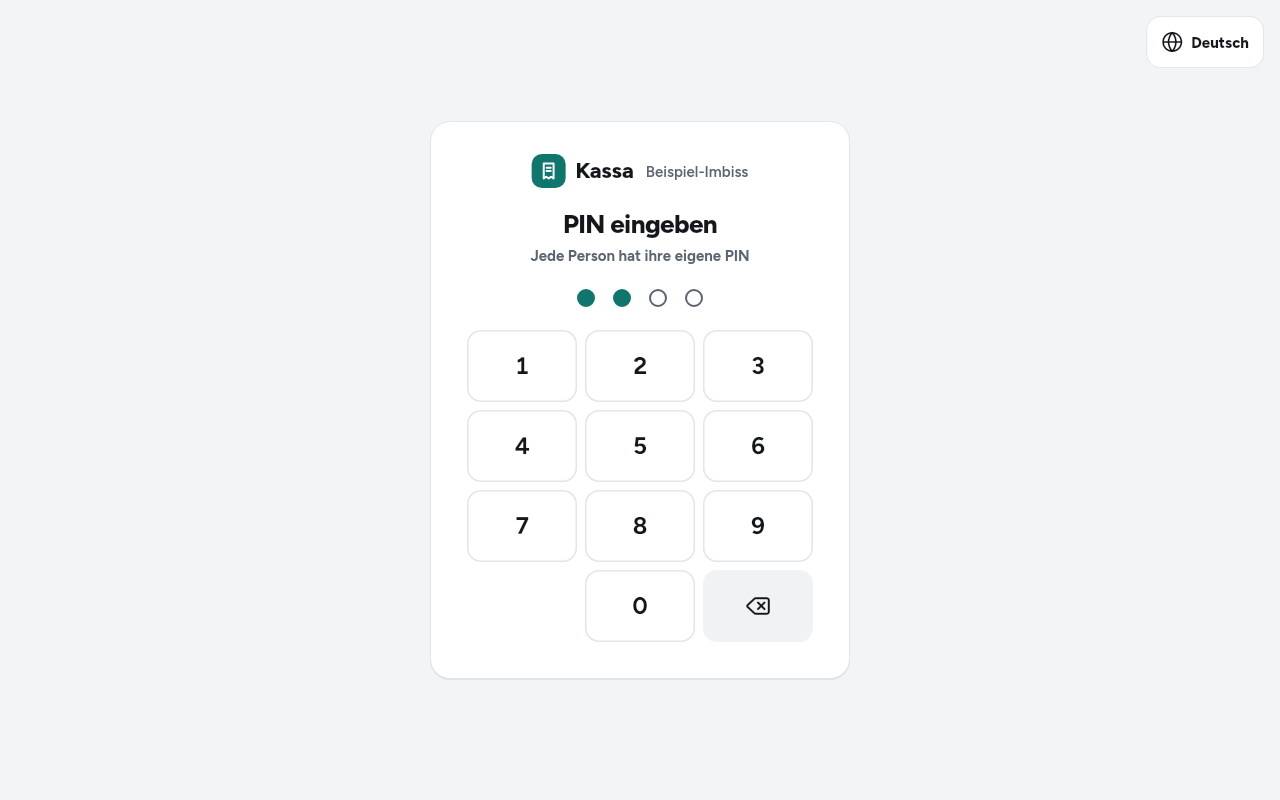 Deutsch
Kassa Beispiel-Imbiss
PIN eingeben
Jede Person hat ihre eigene PIN
1 2 3
4 5 6
7 8 9
0